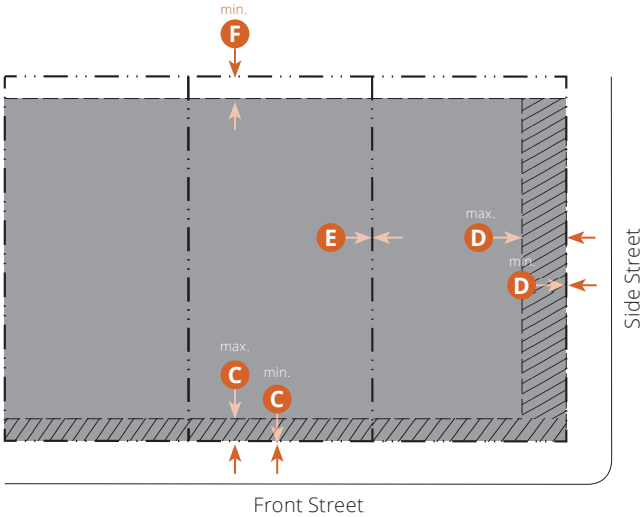 min.
F
max.
E
D
min.
D
Side Street
max.
min.
C
C
Front Street